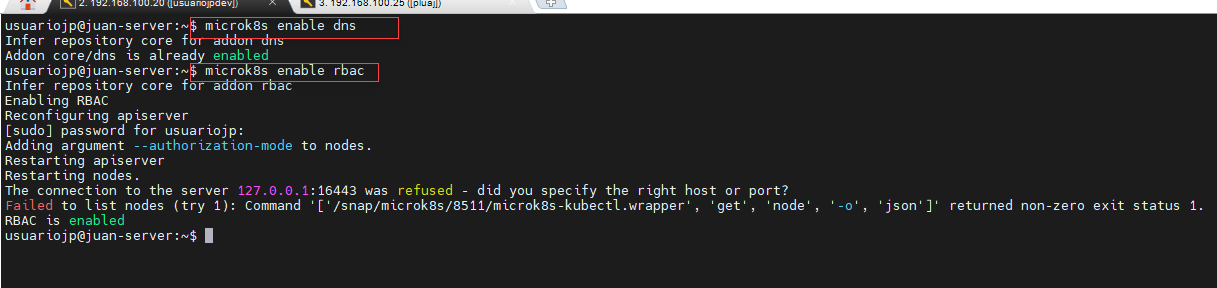 2. 192.168.100.20 ([usuariojpdev])
3. 192.168.100.25 ([pluaj])
usuariojp@juan-server:~$ microk8s enable dns
Infer repository core for addon dns
Addon core/dns is already enabled
usuariojp@juan-server:~$ microk8s enable rbac
Infer repository core for addon rbac
Enabling RBAC
Reconfiguring apiserver
[sudo] password for usuariojp:
Adding argument --authorization-mode to nodes.
Restarting apiserver
Restarting nodes.
The connection to the server 127.0.0.1:16443 was refused - did you specify the right host or port?
Failed to list nodes (try 1): Command '['/snap/microk8s/8511/microk8s-kubectl.wrapper', 'get', 'node', '-o', 'json']' returned non-zero exit status 1.
RBAC is enabled
usuariojp@juan-server:~$